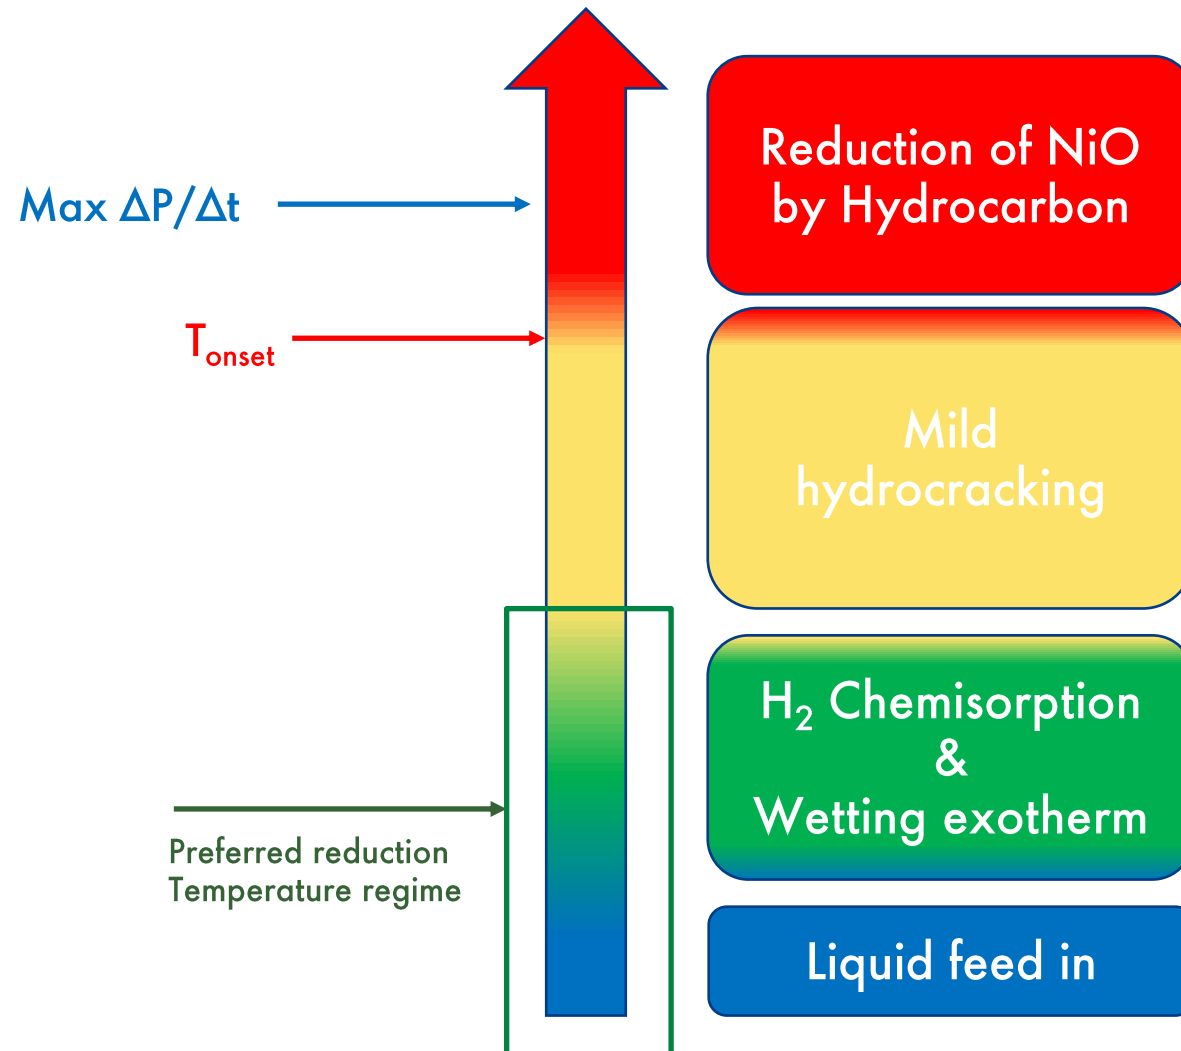 Reduction of NiO
by Hydrocarbon
Max ΔP/Δt
T_onset
Mild
hydrocracking
H₂ Chemisorption
&
Wetting exotherm
Preferred reduction
Temperature regime
Liquid feed in